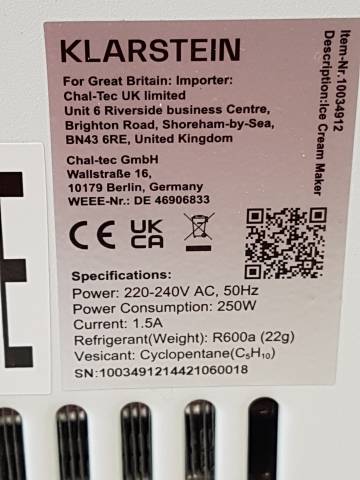 KLARSTEIN
For Great Britain: Importer:
Chal-Tec UK limited
Unit 6 Riverside business Centre,
Brighton Road, Shoreham-by-Sea,
BN43 6RE, United Kingdom
Chal-tec GmbH
Wallstraße 16,
10179 Berlin, Germany
WEEE-Nr.: DE 46906833
Item-Nr.10034912
Description:Ice Cream Maker
CE UK CA
Specifications:
Power: 220-240V AC, 50Hz
Power Consumption: 250W
Current: 1.5A
Refrigerant(Weight): R600a (22g)
Vesicant: Cyclopentane(C₅H₁₀)
SN:1003491214421060018